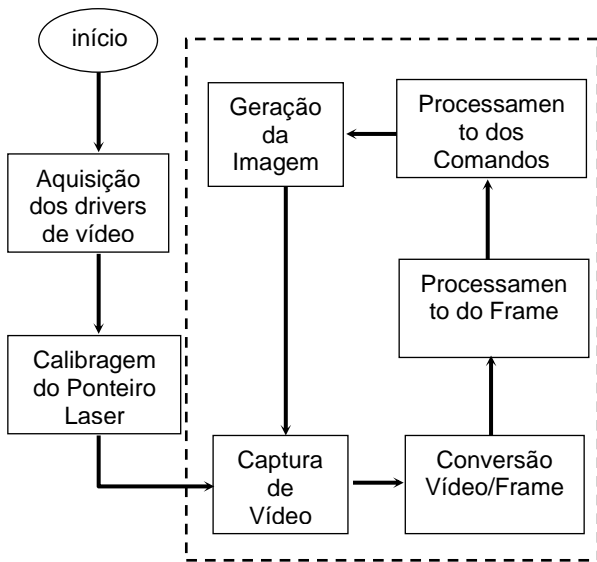 início
Aquisição
dos drivers
de vídeo
Calibragem
do Ponteiro
Laser
Captura
de
Vídeo
Conversão
Vídeo/Frame
Processamen
to do Frame
Processamen
to dos
Comandos
Geração
da
Imagem